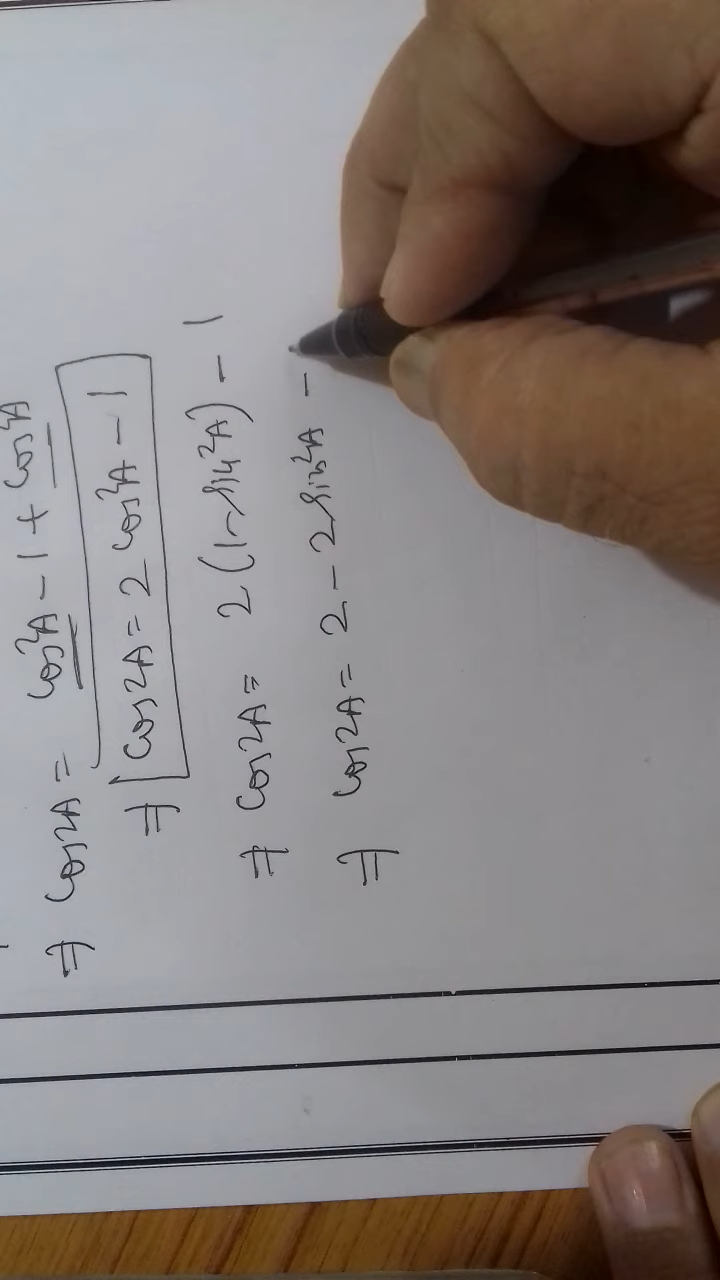 ⇒ cos2A = cos²A - 1 + cos²A
⇒ cos2A = 2 cos²A - 1
⇒ cos2A = 2 (1 - sin²A) - 1
⇒ cos2A = 2 - 2 sin²A -